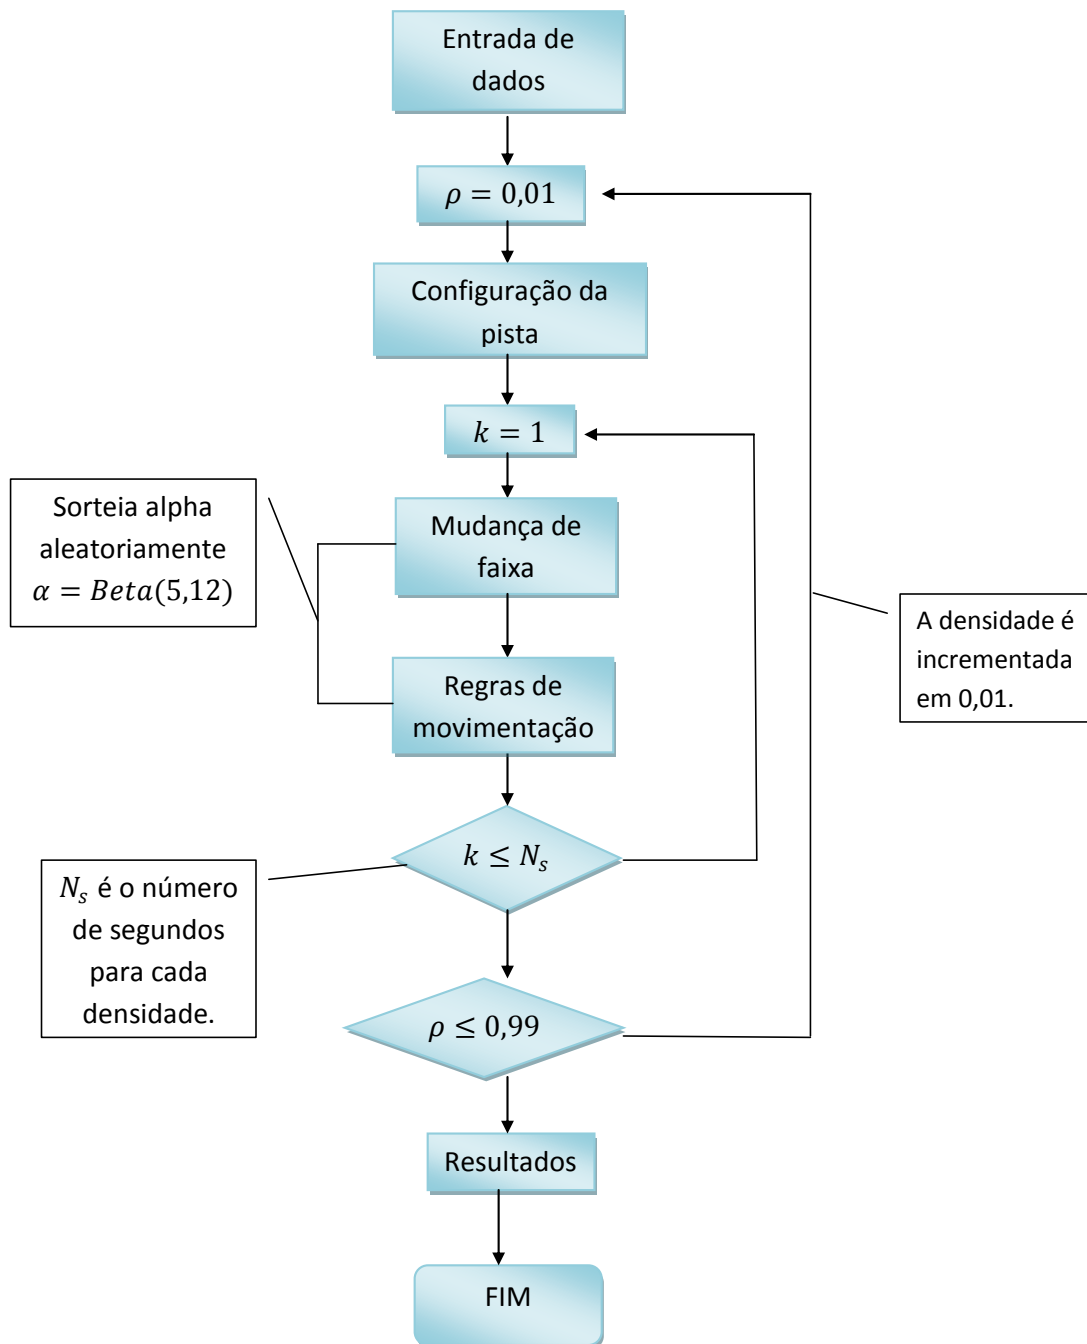 Entrada de
dados
ρ = 0,01
Configuração da
pista
k = 1
Sorteia alpha
aleatoriamente
α = Beta(5,12)
Mudança de
faixa
Regras de
movimentação
A densidade é
incrementada
em 0,01.
k ≤ Nₛ
Nₛ é o número
de segundos
para cada
densidade.
ρ ≤ 0,99
Resultados
FIM